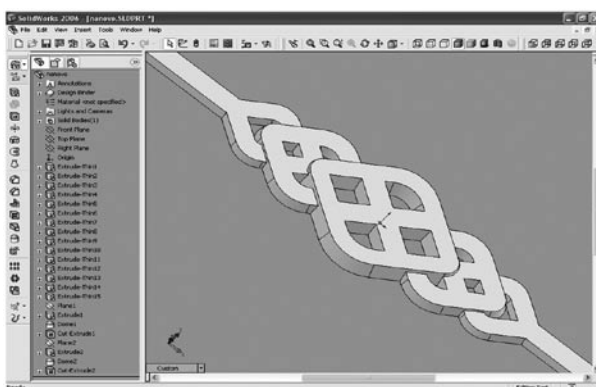 SolidWorks 2006 - [nanove.SLDPRT *]
File Edit View Insert Tools Window Help
nanove
Annotations
Design Binder
Material <not specified>
Lights and Cameras
Solid Bodies(1)
Front Plane
Top Plane
Right Plane
Origin
Extrude-Thin1
Extrude-Thin2
Extrude-Thin3
Extrude-Thin4
Extrude-Thin5
Extrude-Thin6
Extrude-Thin7
Extrude-Thin8
Extrude-Thin9
Extrude-Thin10
Extrude-Thin11
Extrude-Thin12
Extrude-Thin13
Extrude-Thin14
Extrude-Thin15
Plane1
Extrude1
Dome1
Cut-Extrude1
Plane2
Extrude2
Dome2
Cut-Extrude2
Custom